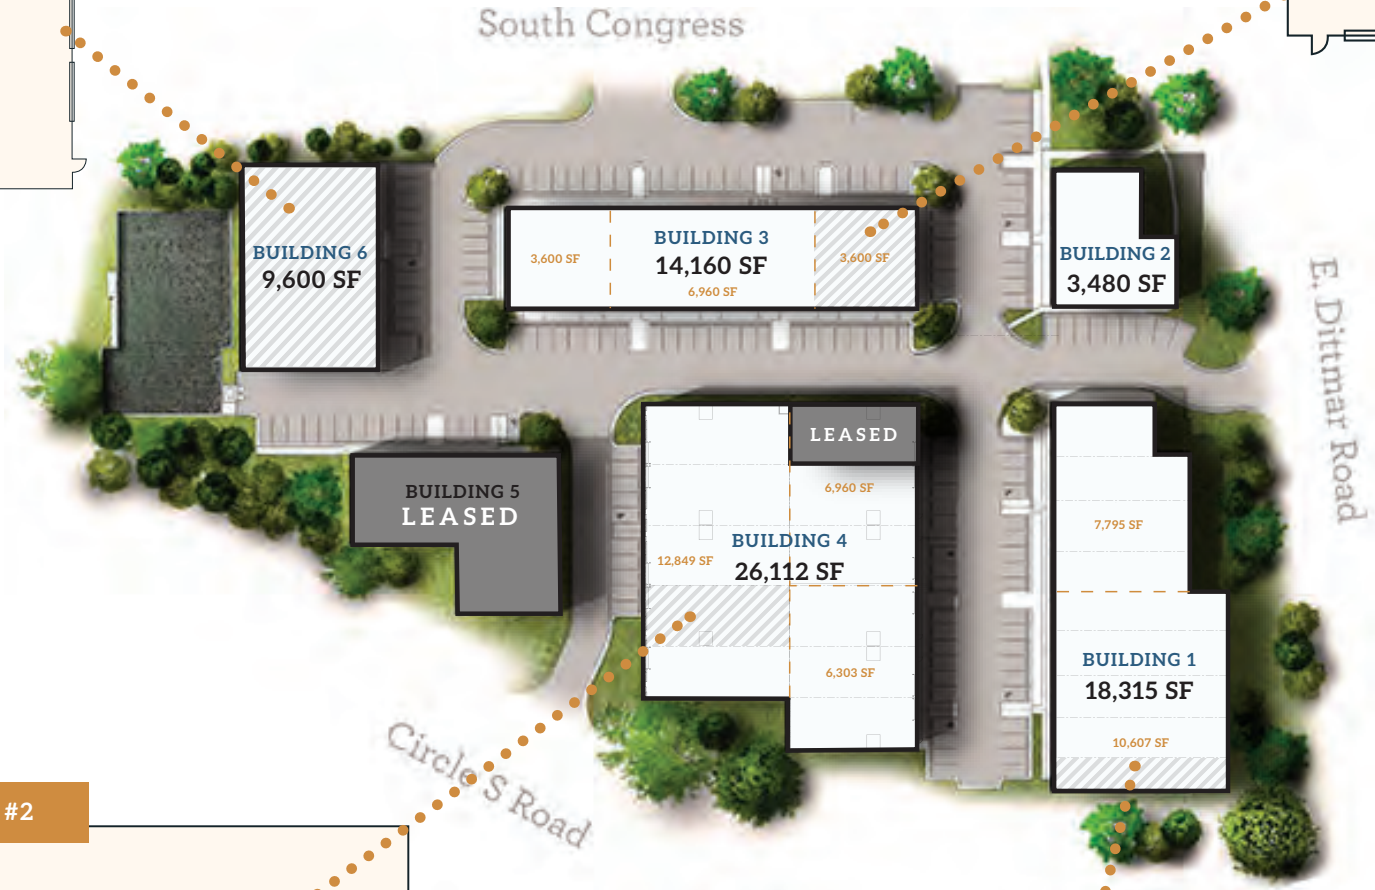 South Congress
BUILDING 6
9,600 SF
3,600 SF
BUILDING 3
14,160 SF
6,960 SF
3,600 SF
BUILDING 2
3,480 SF
E. Dittmar Road
BUILDING 5
LEASED
LEASED
6,960 SF
BUILDING 4
12,849 SF
26,112 SF
6,303 SF
7,795 SF
BUILDING 1
18,315 SF
10,607 SF
Circle S Road
#2